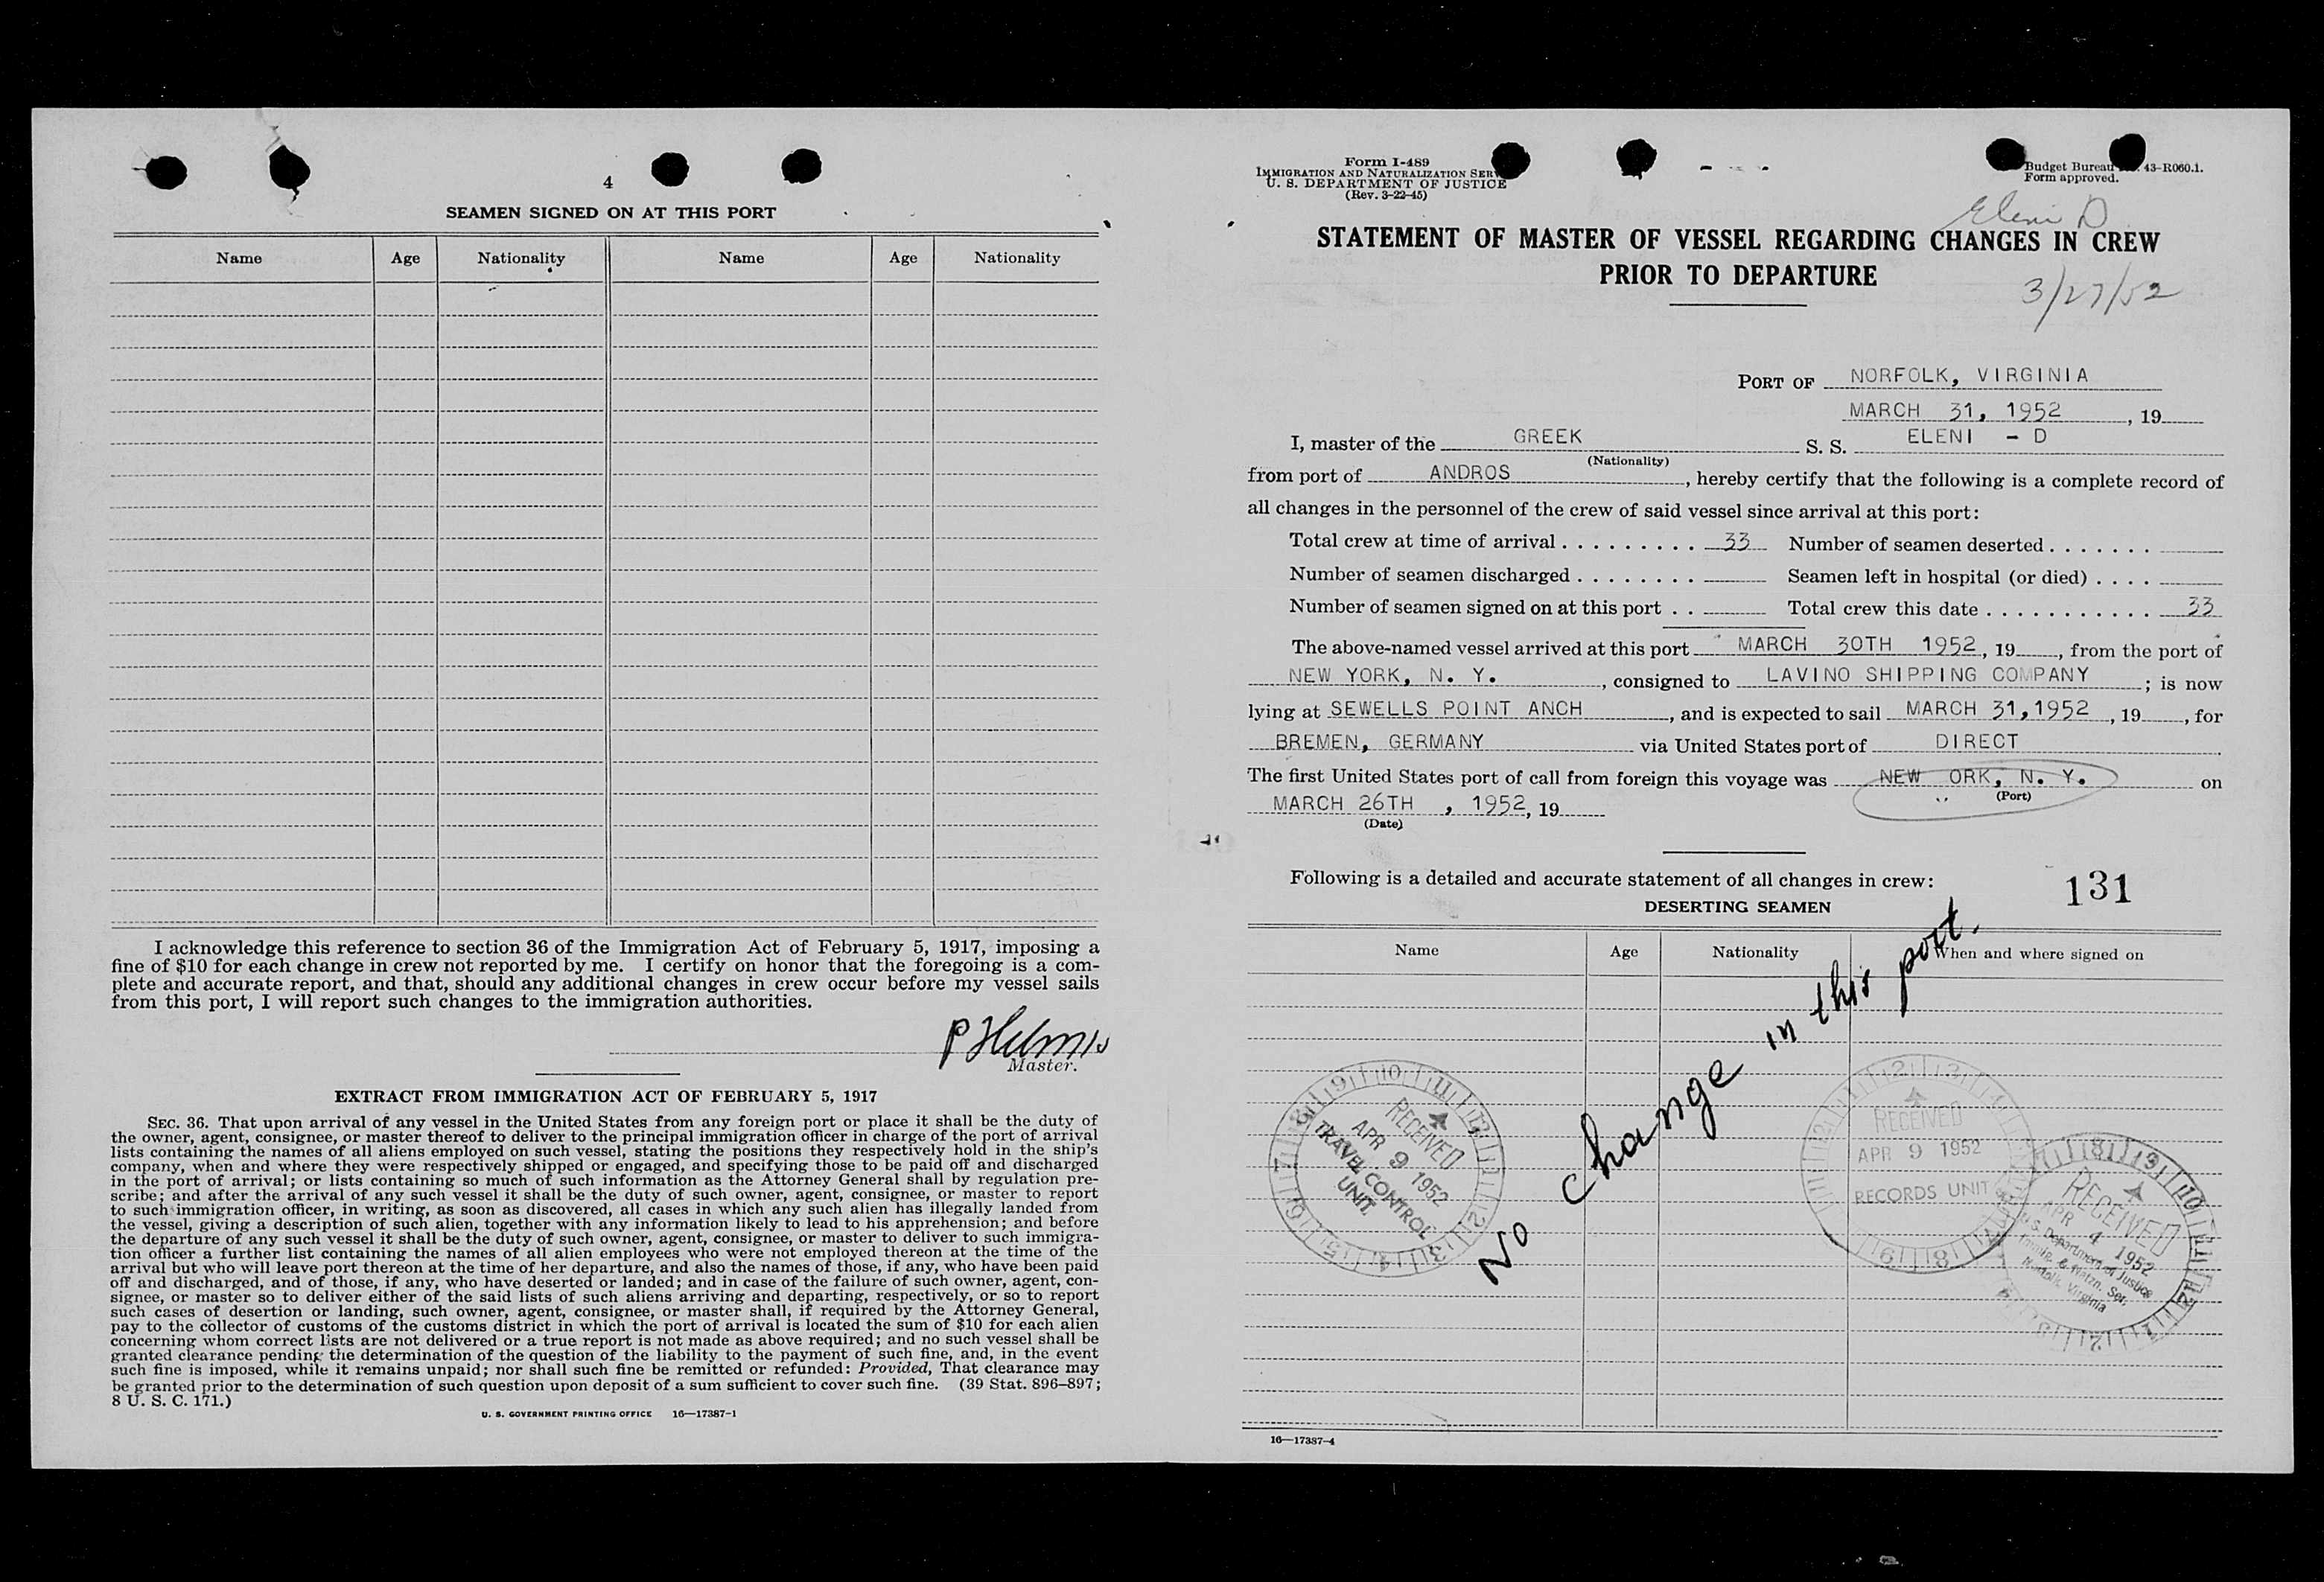 4
SEAMEN SIGNED ON AT THIS PORT
Name Age Nationality Name Age Nationality
I acknowledge this reference to section 36 of the Immigration Act of February 5, 1917, imposing a
fine of $10 for each change in crew not reported by me. I certify on honor that the foregoing is a com-
plete and accurate report, and that, should any additional changes in crew occur before my vessel sails
from this port, I will report such changes to the immigration authorities.
P Helmis
Master.
EXTRACT FROM IMMIGRATION ACT OF FEBRUARY 5, 1917
SEC. 36. That upon arrival of any vessel in the United States from any foreign port or place it shall be the duty of
the owner, agent, consignee, or master thereof to deliver to the principal immigration officer in charge of the port of arrival
lists containing the names of all aliens employed on such vessel, stating the positions they respectively hold in the ship's
company, when and where they were respectively shipped or engaged, and specifying those to be paid off and discharged
in the port of arrival; or lists containing so much of such information as the Attorney General shall by regulation pre-
scribe; and after the arrival of any such vessel it shall be the duty of such owner, agent, consignee, or master to report
to such immigration officer, in writing, as soon as discovered, all cases in which any such alien has illegally landed from
the vessel, giving a description of such alien, together with any information likely to lead to his apprehension; and before
the departure of any such vessel it shall be the duty of such owner, agent, consignee, or master to deliver to such immigra-
tion officer a further list containing the names of all alien employees who were not employed thereon at the time of the
arrival but who will leave port thereon at the time of her departure, and also the names of those, if any, who have been paid
off and discharged, and of those, if any, who have deserted or landed; and in case of the failure of such owner, agent, con-
signee, or master so to deliver either of the said lists of such aliens arriving and departing, respectively, or so to report
such cases of desertion or landing, such owner, agent, consignee, or master shall, if required by the Attorney General,
pay to the collector of customs of the customs district in which the port of arrival is located the sum of $10 for each alien
concerning whom correct lists are not delivered or a true report is not made as above required; and no such vessel shall be
granted clearance pending the determination of the question of the liability to the payment of such fine, and, in the event
such fine is imposed, while it remains unpaid; nor shall such fine be remitted or refunded: Provided, That clearance may
be granted prior to the determination of such question upon deposit of a sum sufficient to cover such fine. (39 Stat. 896–897;
8 U. S. C. 171.)
U. S. GOVERNMENT PRINTING OFFICE 16—17387-1
Form I-489
IMMIGRATION AND NATURALIZATION SER
U. S. DEPARTMENT OF JUSTICE
(Rev. 3-22-45)
Budget Bureau 43-R060.1.
Form approved.
Eleni D
STATEMENT OF MASTER OF VESSEL REGARDING CHANGES IN CREW
PRIOR TO DEPARTURE
3/27/52
PORT OF NORFOLK, VIRGINIA
MARCH 31, 1952, 19
I, master of the GREEK S. S. ELENI - D
(Nationality)
from port of ANDROS, hereby certify that the following is a complete record of
all changes in the personnel of the crew of said vessel since arrival at this port:
Total crew at time of arrival . . . . . . . . . 33 Number of seamen deserted . . . . . . .
Number of seamen discharged . . . . . . . . Seamen left in hospital (or died) . . . .
Number of seamen signed on at this port . . Total crew this date . . . . . . . . . . . 33
The above-named vessel arrived at this port MARCH 30TH 1952, 19, from the port of
NEW YORK, N. Y., consigned to LAVINO SHIPPING COMPANY; is now
lying at SEWELLS POINT ANCH, and is expected to sail MARCH 31,1952, 19, for
BREMEN, GERMANY via United States port of DIRECT.
The first United States port of call from foreign this voyage was NEW ORK, N. Y. on
(Port)
MARCH 26TH , 1952, 19
(Date)
Following is a detailed and accurate statement of all changes in crew:
131
DESERTING SEAMEN
Name Age Nationality When and where signed on
No change in this port.
RECEIVED
APR 9 1952
TRAVEL CONTROL
UNIT.
RECEIVED
APR 9 1952
RECORDS UNIT
RECEIVED
APR 4 1952
U.S. Department of Justice
Immig. & Natzn. Ser.
Norfolk, Virginia
16—17387-4